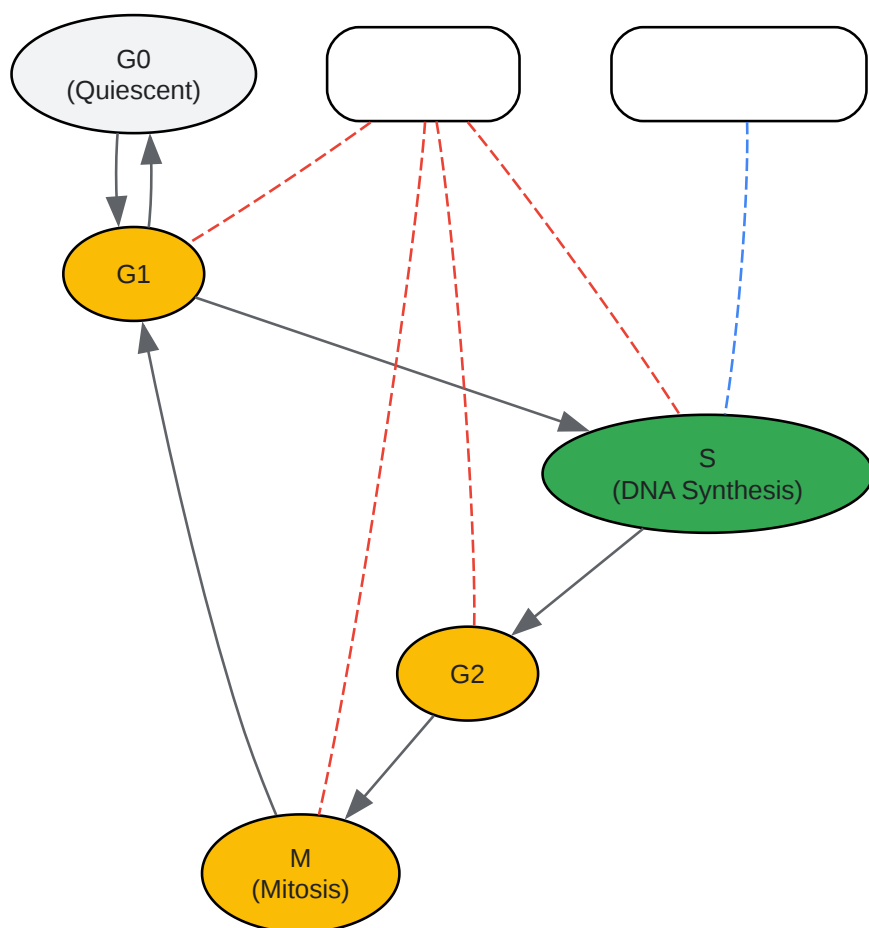 G0
(Quiescent)
G1
S
(DNA Synthesis)
G2
M
(Mitosis)